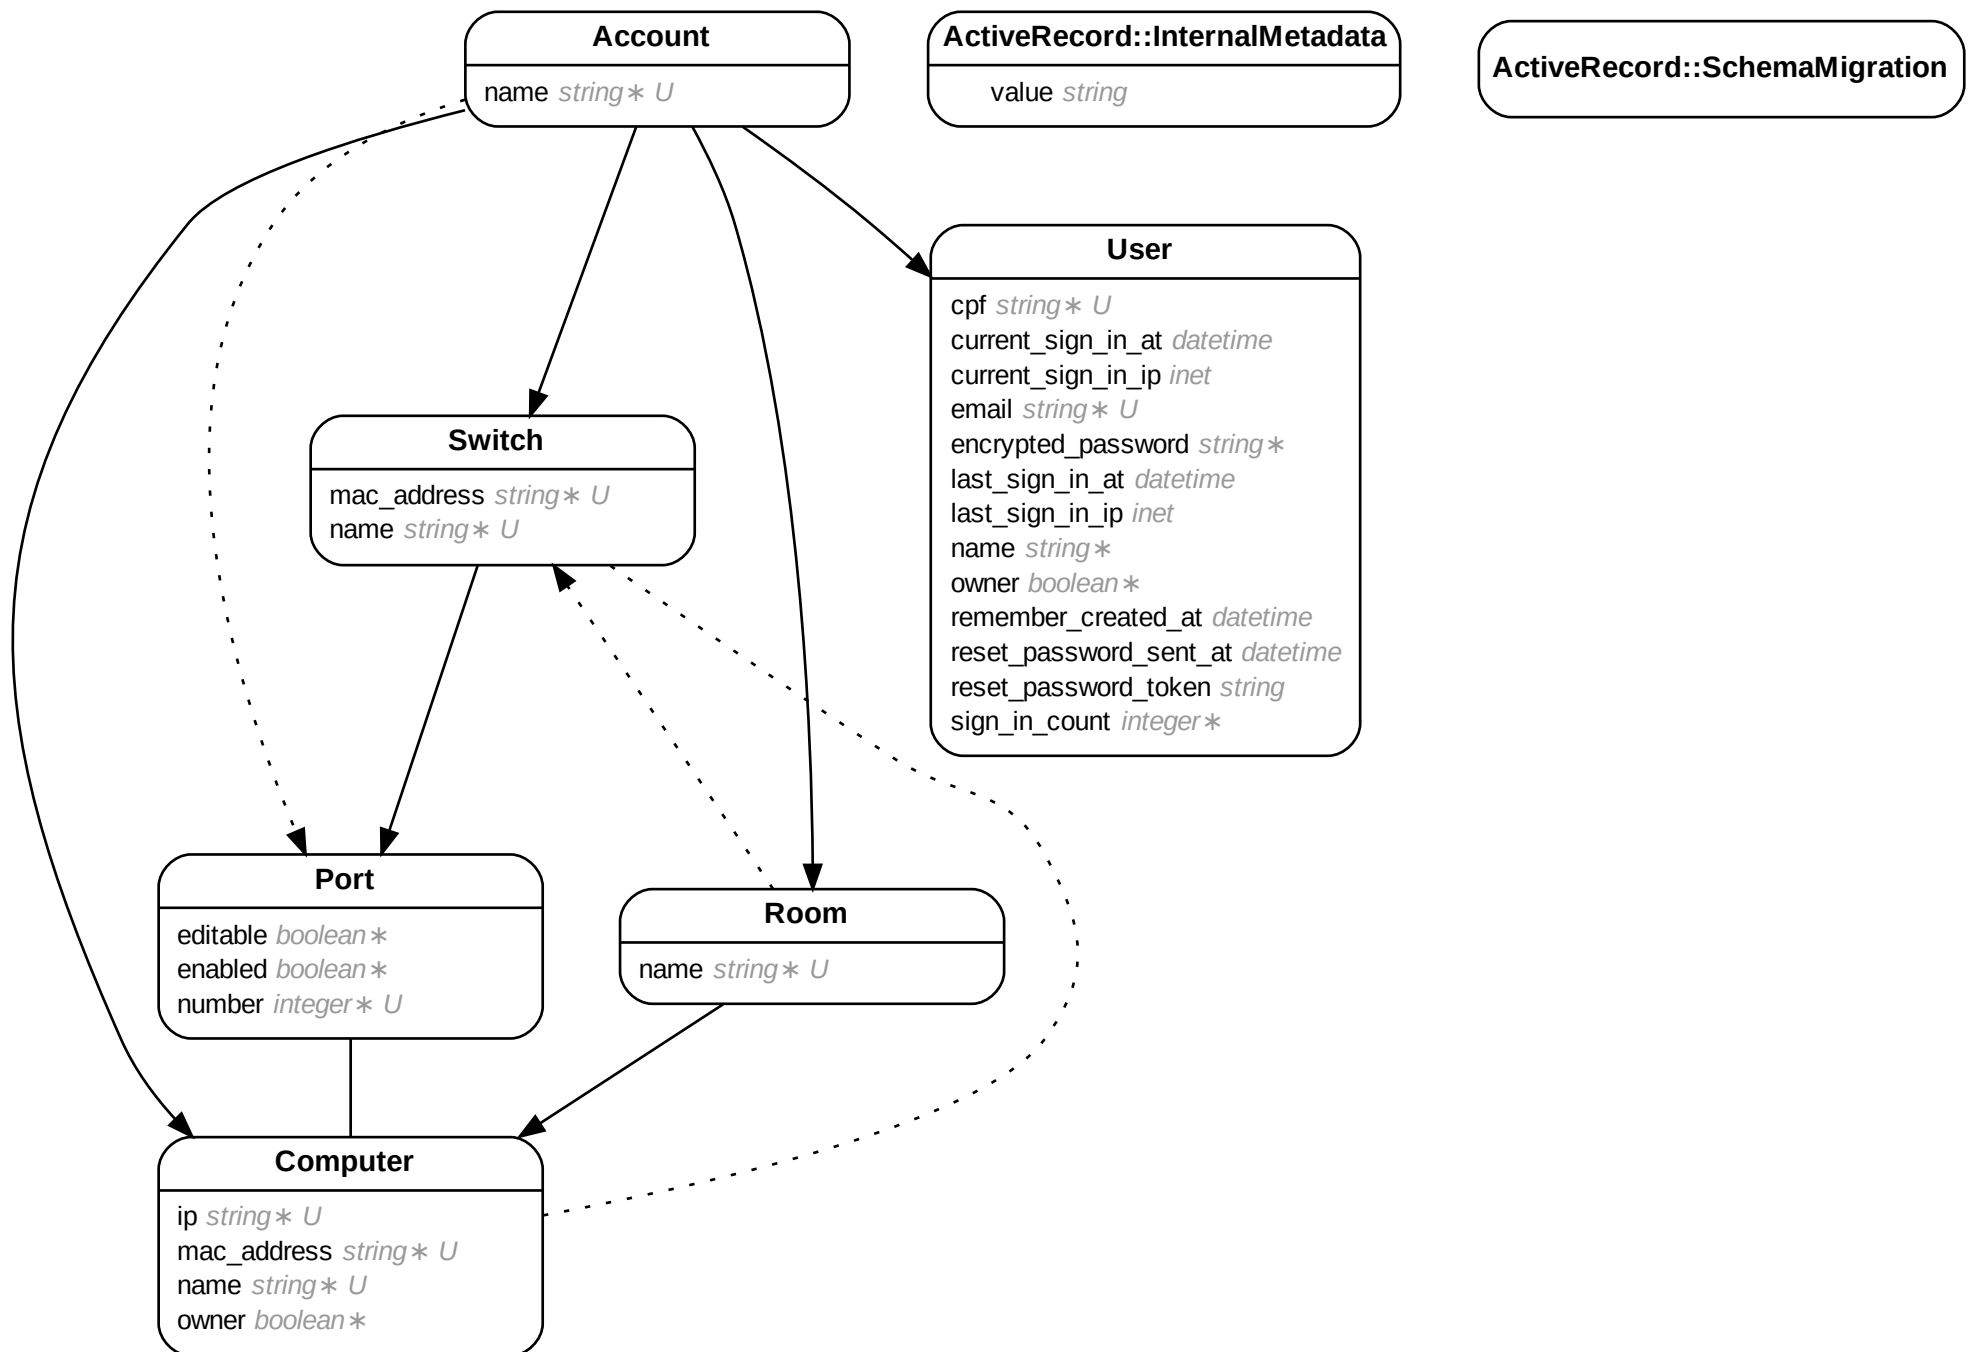 Account
name string∗ U
ActiveRecord::InternalMetadata
value string
ActiveRecord::SchemaMigration
User
cpf string∗ U
current_sign_in_at datetime
current_sign_in_ip inet
email string∗ U
encrypted_password string∗
last_sign_in_at datetime
last_sign_in_ip inet
name string∗
owner boolean∗
remember_created_at datetime
reset_password_sent_at datetime
reset_password_token string
sign_in_count integer∗
Switch
mac_address string∗ U
name string∗ U
Port
editable boolean∗
enabled boolean∗
number integer∗ U
Room
name string∗ U
Computer
ip string∗ U
mac_address string∗ U
name string∗ U
owner boolean∗